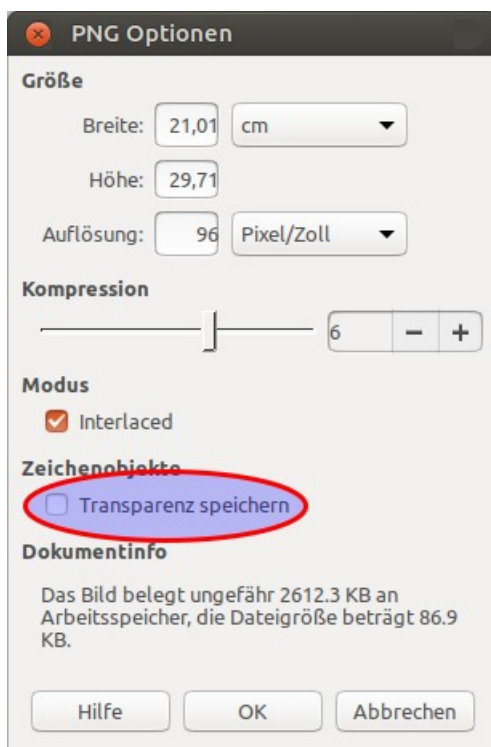 PNG Optionen
Größe
Breite: 21,01 cm
Höhe: 29,71
Auflösung: 96 Pixel/Zoll
Kompression
6 − +
Modus
Interlaced
Zeichenobjekte
Transparenz speichern
Dokumentinfo
Das Bild belegt ungefähr 2612.3 KB an
Arbeitsspeicher, die Dateigröße beträgt 86.9
KB.
Hilfe OK Abbrechen